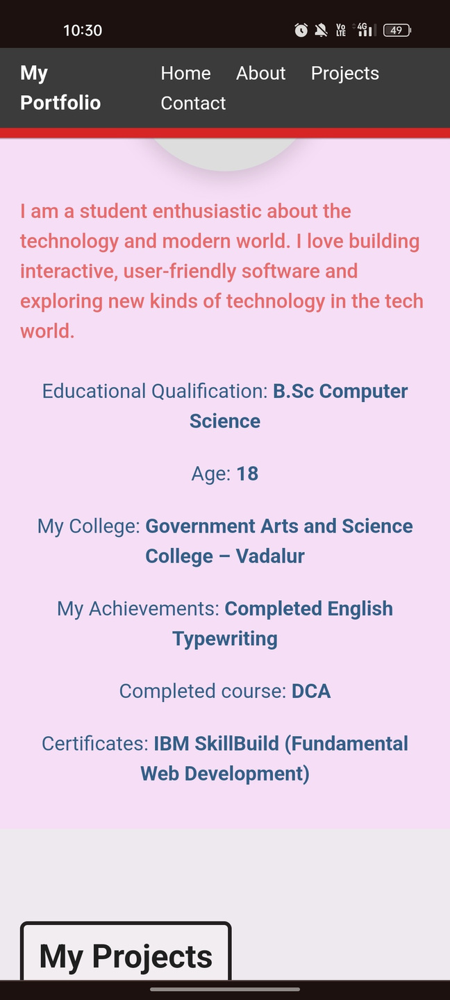 10:30
Vo LTE 4G 49
My Portfolio
Home About Projects
Contact
I am a student enthusiastic about the
technology and modern world. I love building
interactive, user-friendly software and
exploring new kinds of technology in the tech
world.
Educational Qualification: B.Sc Computer
Science
Age: 18
My College: Government Arts and Science
College – Vadalur
My Achievements: Completed English
Typewriting
Completed course: DCA
Certificates: IBM SkillBuild (Fundamental
Web Development)
My Projects